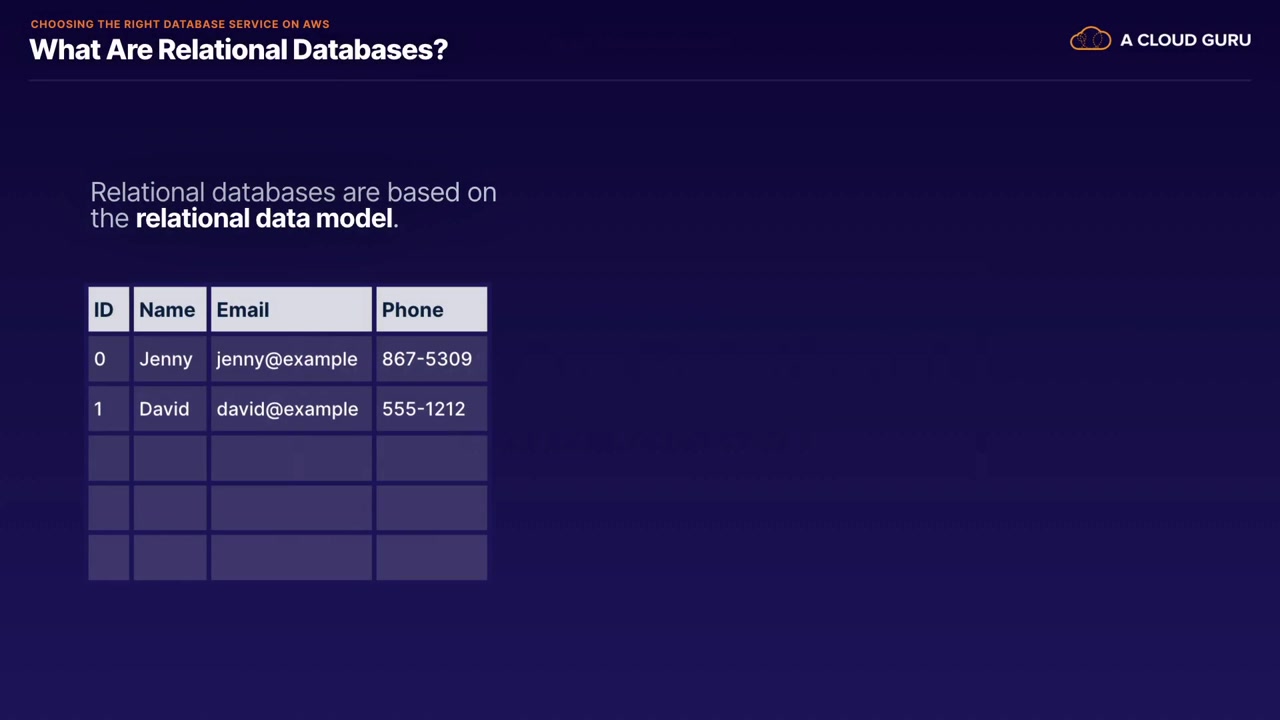 CHOOSING THE RIGHT DATABASE SERVICE ON AWS
What Are Relational Databases?
A CLOUD GURU
Relational databases are based on
the relational data model.
ID Name Email Phone
0 Jenny jenny@example 867-5309
1 David david@example 555-1212